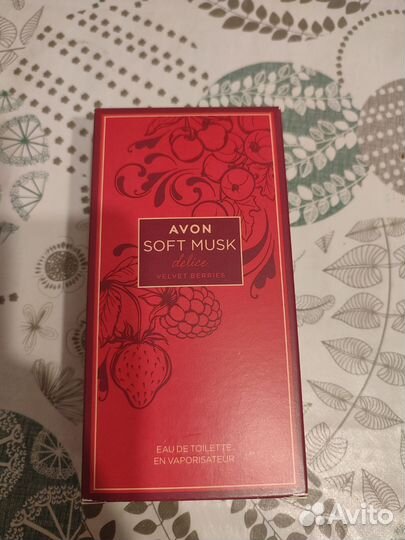 AVON
SOFT MUSK
delice
VELVET BERRIES
EAU DE TOILETTE
EN VAPORISATEUR
Avito